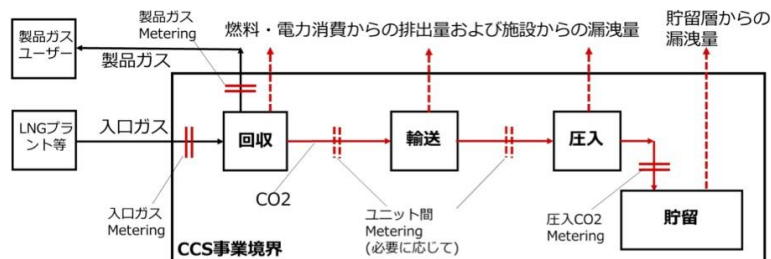 製品ガス
ユーザー
製品ガス
Metering
製品ガス
燃料・電力消費からの排出量および施設からの漏洩量
貯留層からの
漏洩量
LNGプラ
ント等
入口ガス
回収
輸送
圧入
入口ガス
Metering
CO2
ユニット間
Metering
(必要に応じて)
圧入CO2
Metering
貯留
CCS事業境界